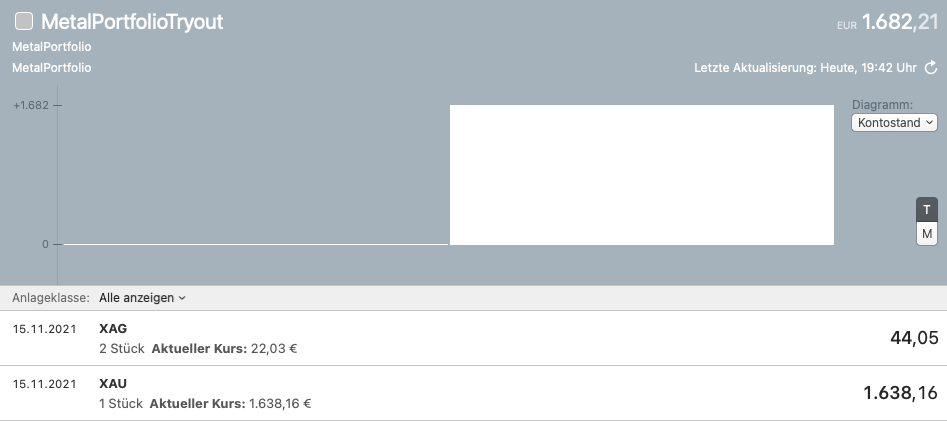 MetalPortfolioTryout
EUR 1.682,21
MetalPortfolio
MetalPortfolio
Letzte Aktualisierung: Heute, 19:42 Uhr
+1.682
Diagramm:
Kontostand
T
M
0
Anlageklasse: Alle anzeigen
15.11.2021 XAG
44,05
2 Stück Aktueller Kurs: 22,03 €
15.11.2021 XAU
1.638,16
1 Stück Aktueller Kurs: 1.638,16 €